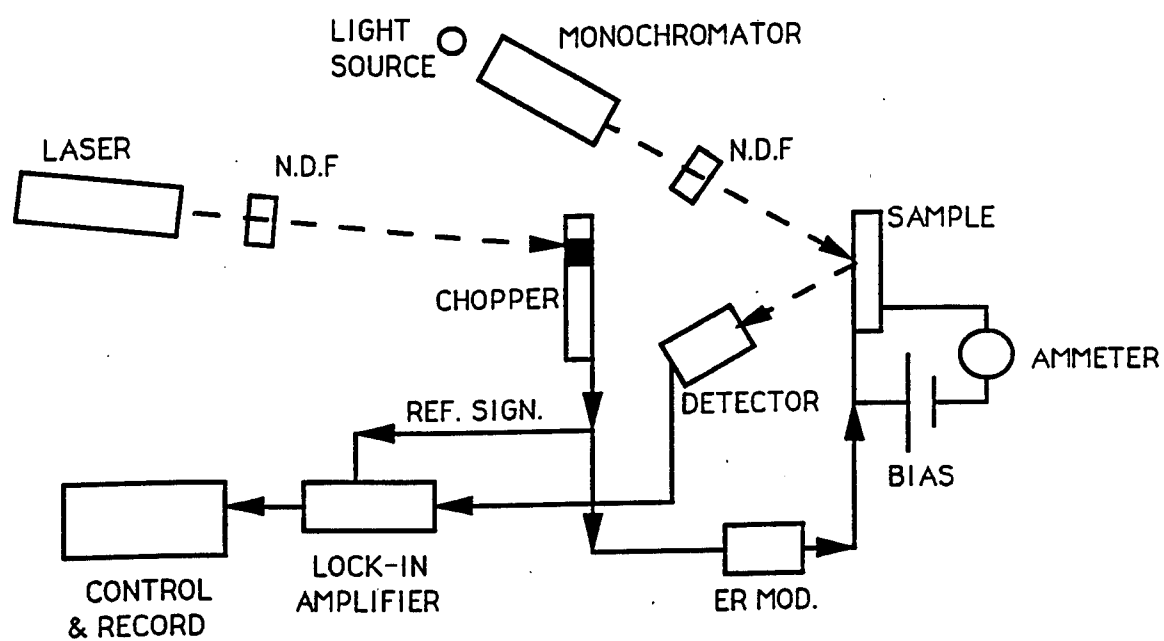 LIGHT
SOURCE
MONOCHROMATOR
LASER
N.D.F
N.D.F
SAMPLE
CHOPPER
AMMETER
DETECTOR
REF. SIGN.
BIAS
LOCK-IN
AMPLIFIER
CONTROL
& RECORD
ER MOD.